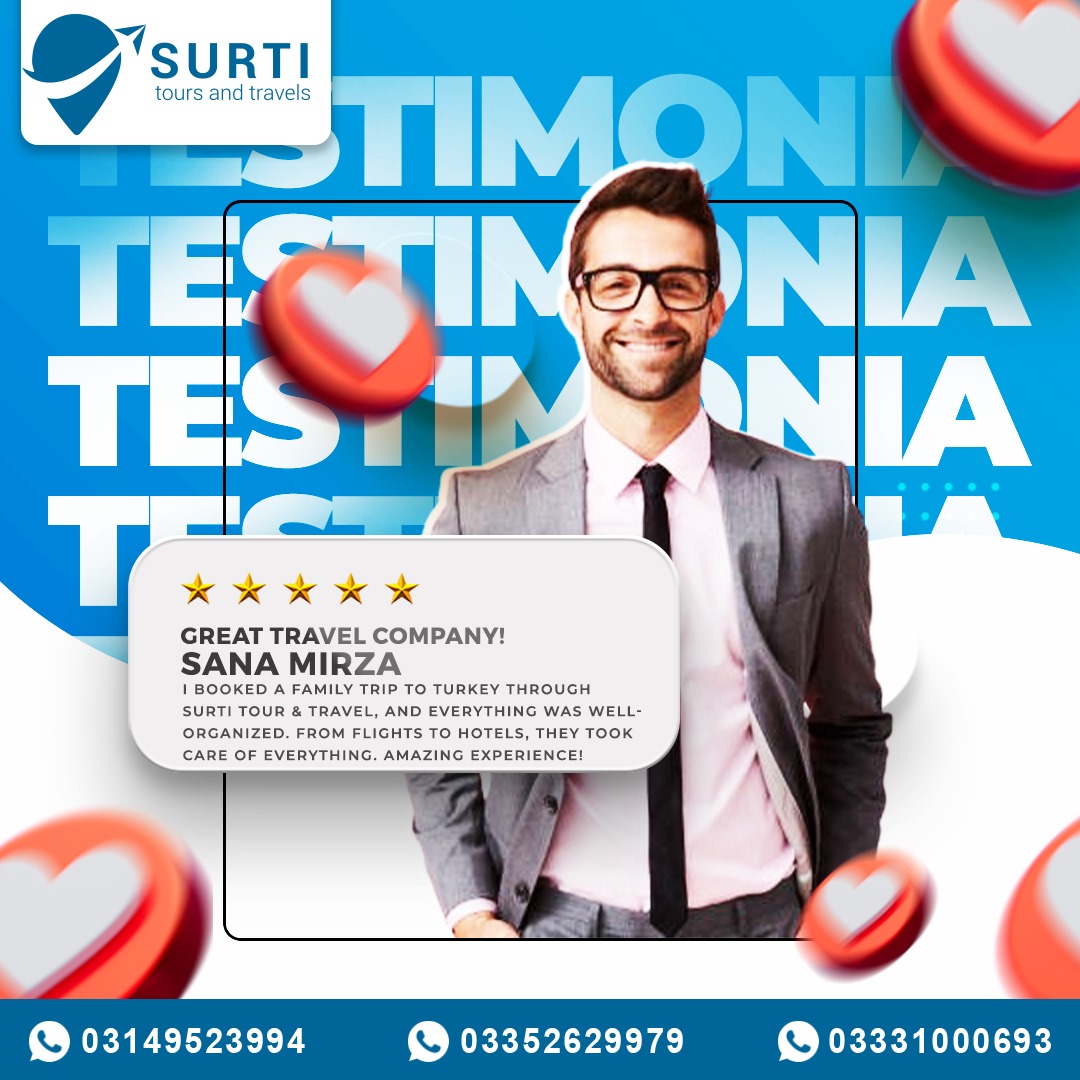 SURTI
tours and travels
TESTIMONIA
TESTIMONIA
TESTIMONIA
TESTIMONIA
GREAT TRAVEL COMPANY!
SANA MIRZA
I BOOKED A FAMILY TRIP TO TURKEY THROUGH
SURTI TOUR & TRAVEL, AND EVERYTHING WAS WELL-
ORGANIZED. FROM FLIGHTS TO HOTELS, THEY TOOK
CARE OF EVERYTHING. AMAZING EXPERIENCE!
03149523994
03352629979
03331000693